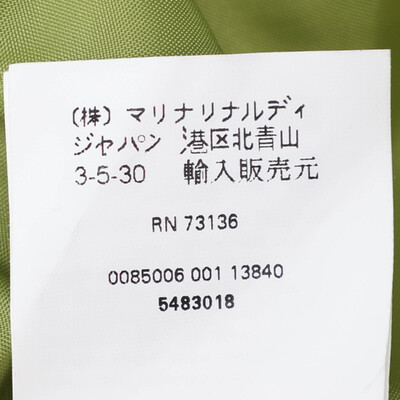 (株) マリナリナルディ
ジャパン 港区北青山
3-5-30 輸入販売元
RN 73136
0085006 001 13840
5483018